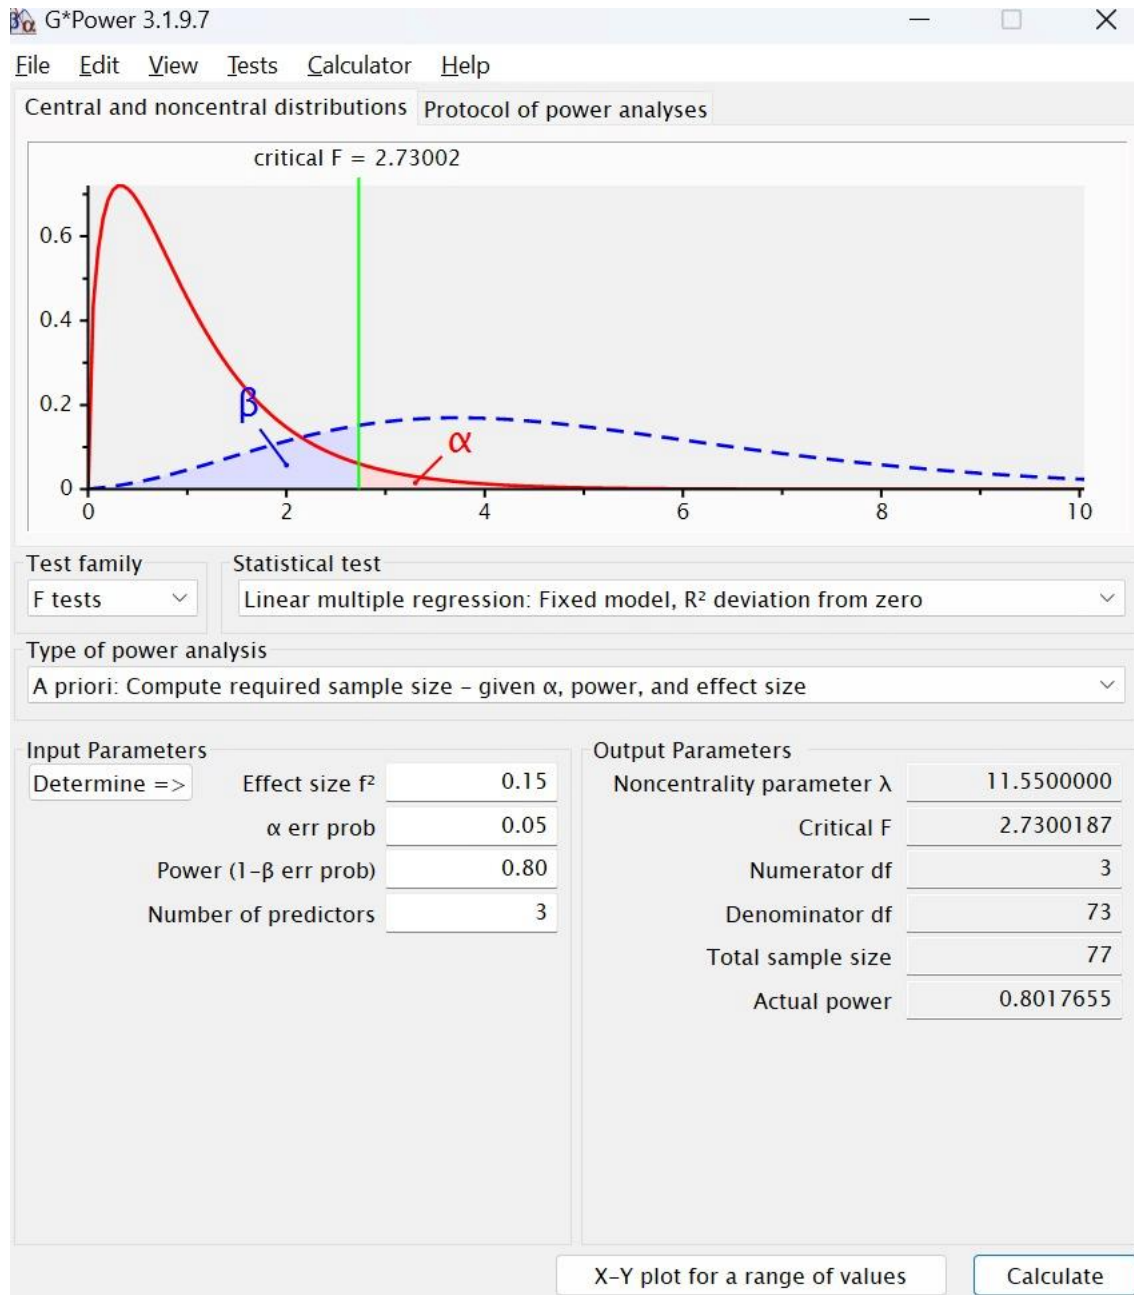 βα G*Power 3.1.9.7
File Edit View Tests Calculator Help
Central and noncentral distributions Protocol of power analyses
critical F = 2.73002
0.6
0.4
0.2
β
α
0
0 2 4 6 8 10
Test family Statistical test
F tests Linear multiple regression: Fixed model, R² deviation from zero
Type of power analysis
A priori: Compute required sample size – given α, power, and effect size
Input Parameters Output Parameters
Determine => Effect size f² 0.15 Noncentrality parameter λ 11.5500000
α err prob 0.05 Critical F 2.7300187
Power (1–β err prob) 0.80 Numerator df 3
Number of predictors 3 Denominator df 73
Total sample size 77
Actual power 0.8017655
X–Y plot for a range of values Calculate